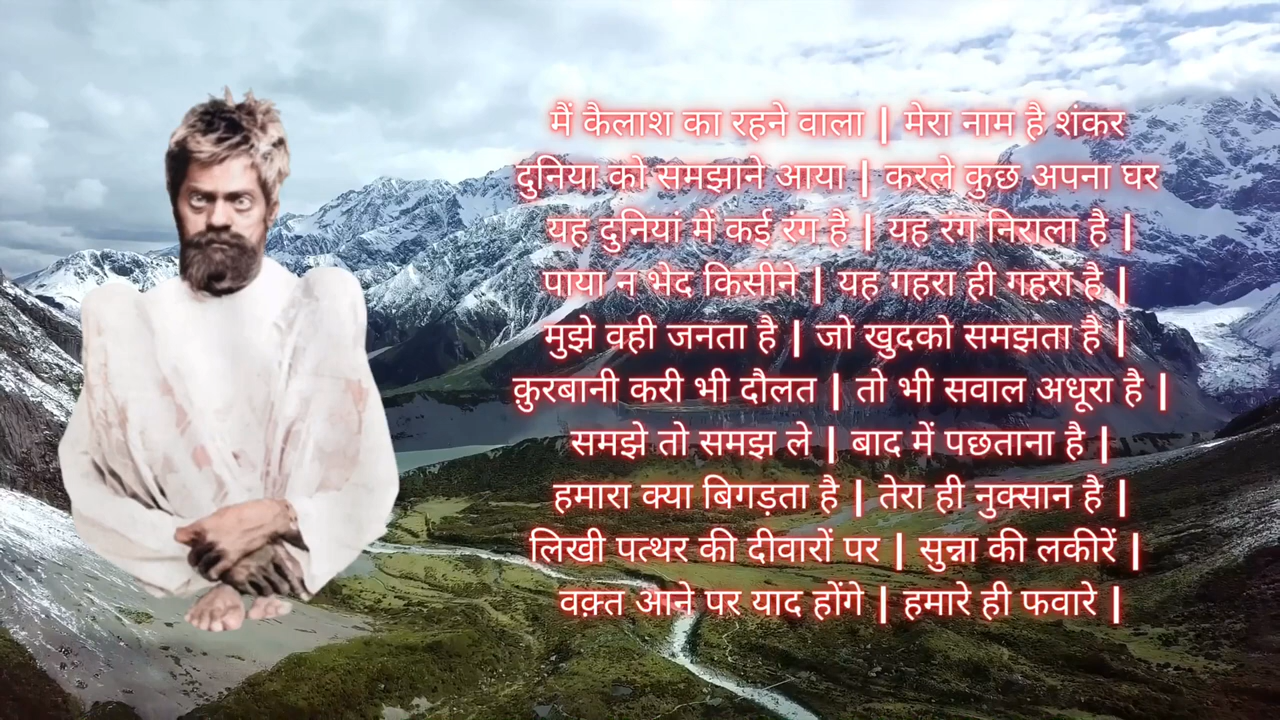 मैं कैलाश का रहने वाला | मेरा नाम है शंकर
दुनिया को समझाने आया | करले कुछ अपना घर
यह दुनियां में कई रंग है | यह रंग निराला है |
पाया न भेद किसीने | यह गहरा ही गहरा है |
मुझे वही जनता है | जो खुदको समझता है |
क़ुरबानी करी भी दौलत | तो भी सवाल अधूरा है |
समझे तो समझ ले | बाद में पछताना है |
हमारा क्या बिगड़ता है | तेरा ही नुक्सान है |
लिखी पत्थर की दीवारों पर | सुन्ना की लकीरें |
वक़्त आने पर याद होंगे | हमारे ही फवारे |